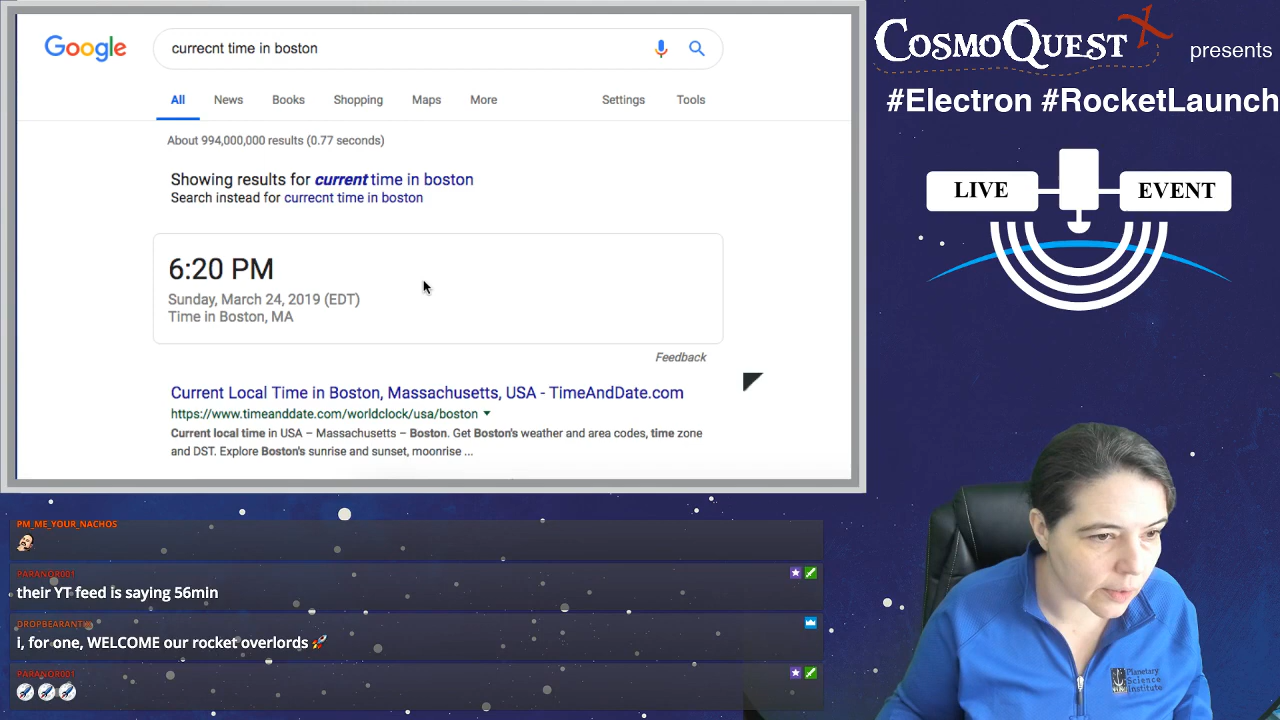 Google
currecnt time in boston
All News Books Shopping Maps More Settings Tools
About 994,000,000 results (0.77 seconds)
Showing results for current time in boston
Search instead for currecnt time in boston
6:20 PM
Sunday, March 24, 2019 (EDT)
Time in Boston, MA
Feedback
Current Local Time in Boston, Massachusetts, USA - TimeAndDate.com
https://www.timeanddate.com/worldclock/usa/boston
Current local time in USA – Massachusetts – Boston. Get Boston's weather and area codes, time zone
and DST. Explore Boston's sunrise and sunset, moonrise ...
CosmoQuest X presents
#Electron #RocketLaunch
LIVE EVENT
PM_ME_YOUR_NACHOS
PARANOR001
their YT feed is saying 56min
i, for one, WELCOME our rocket overlords 🚀
PARANOR001
Planetary
Science
Institute